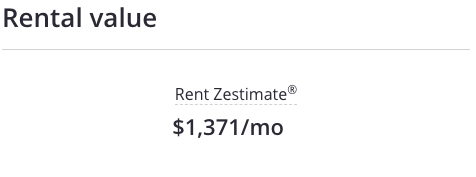 Rental value
Rent Zestimate®
$1,371/mo